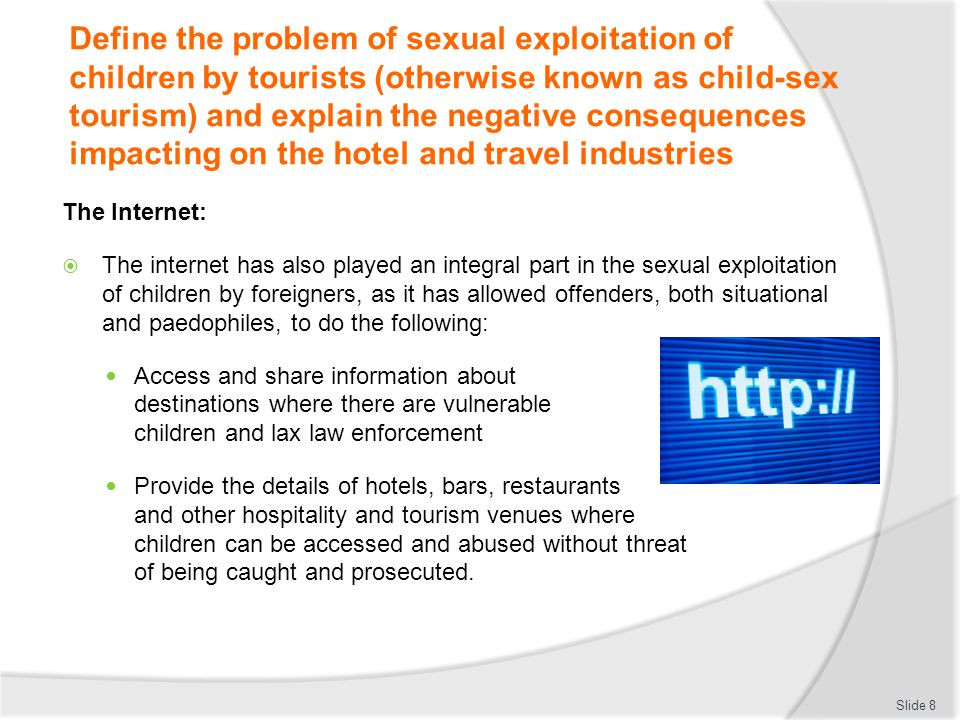 Define the problem of sexual exploitation of
children by tourists (otherwise known as child-sex
tourism) and explain the negative consequences
impacting on the hotel and travel industries
The Internet:
The internet has also played an integral part in the sexual exploitation
of children by foreigners, as it has allowed offenders, both situational
and paedophiles, to do the following:
Access and share information about
destinations where there are vulnerable
children and lax law enforcement
http://
Provide the details of hotels, bars, restaurants
and other hospitality and tourism venues where
children can be accessed and abused without threat
of being caught and prosecuted.
Slide 8